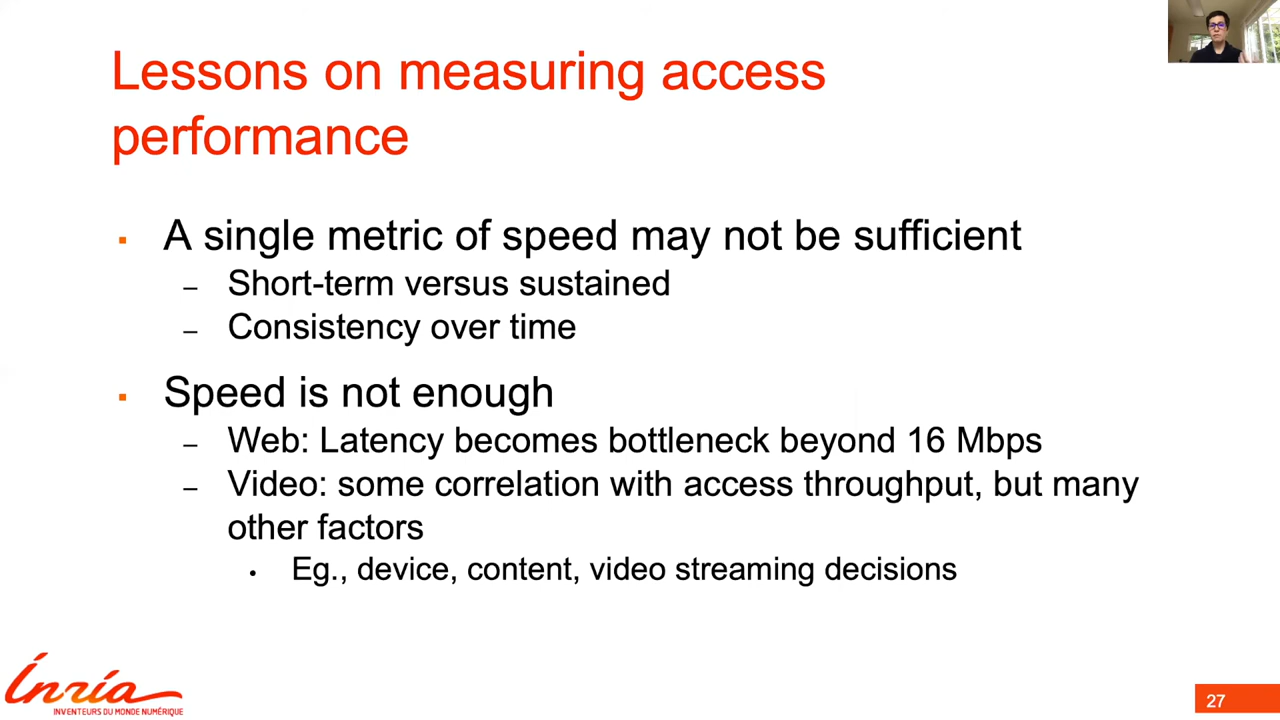 Lessons on measuring access
performance
▪ A single metric of speed may not be sufficient
– Short-term versus sustained
– Consistency over time
▪ Speed is not enough
– Web: Latency becomes bottleneck beyond 16 Mbps
– Video: some correlation with access throughput, but many
other factors
• Eg., device, content, video streaming decisions
Inria
INVENTEURS DU MONDE NUMÉRIQUE
27